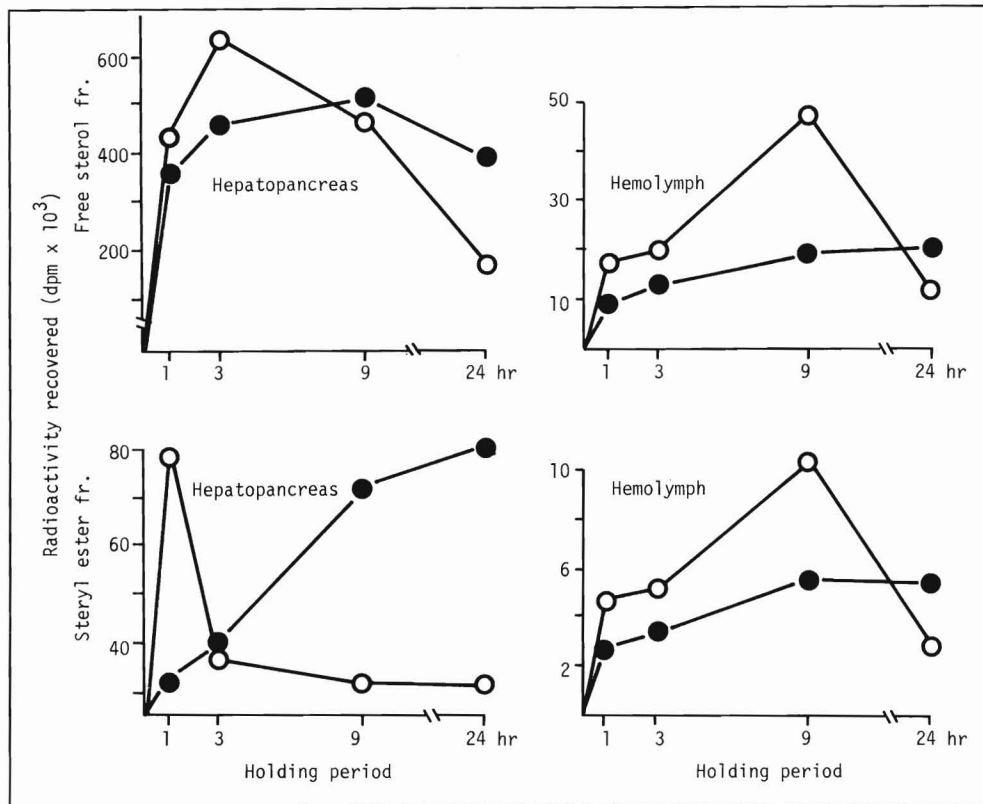 Radioactivity recovered (dpm x 10³)
Free sterol fr.
600
400
200
Hepatopancreas
1 3 9 24 hr
50
30
10
Hemolymph
1 3 9 24 hr
Steryl ester fr.
80
60
40
Hepatopancreas
1 3 9 24 hr
Holding period
10
6
2
Hemolymph
1 3 9 24 hr
Holding period